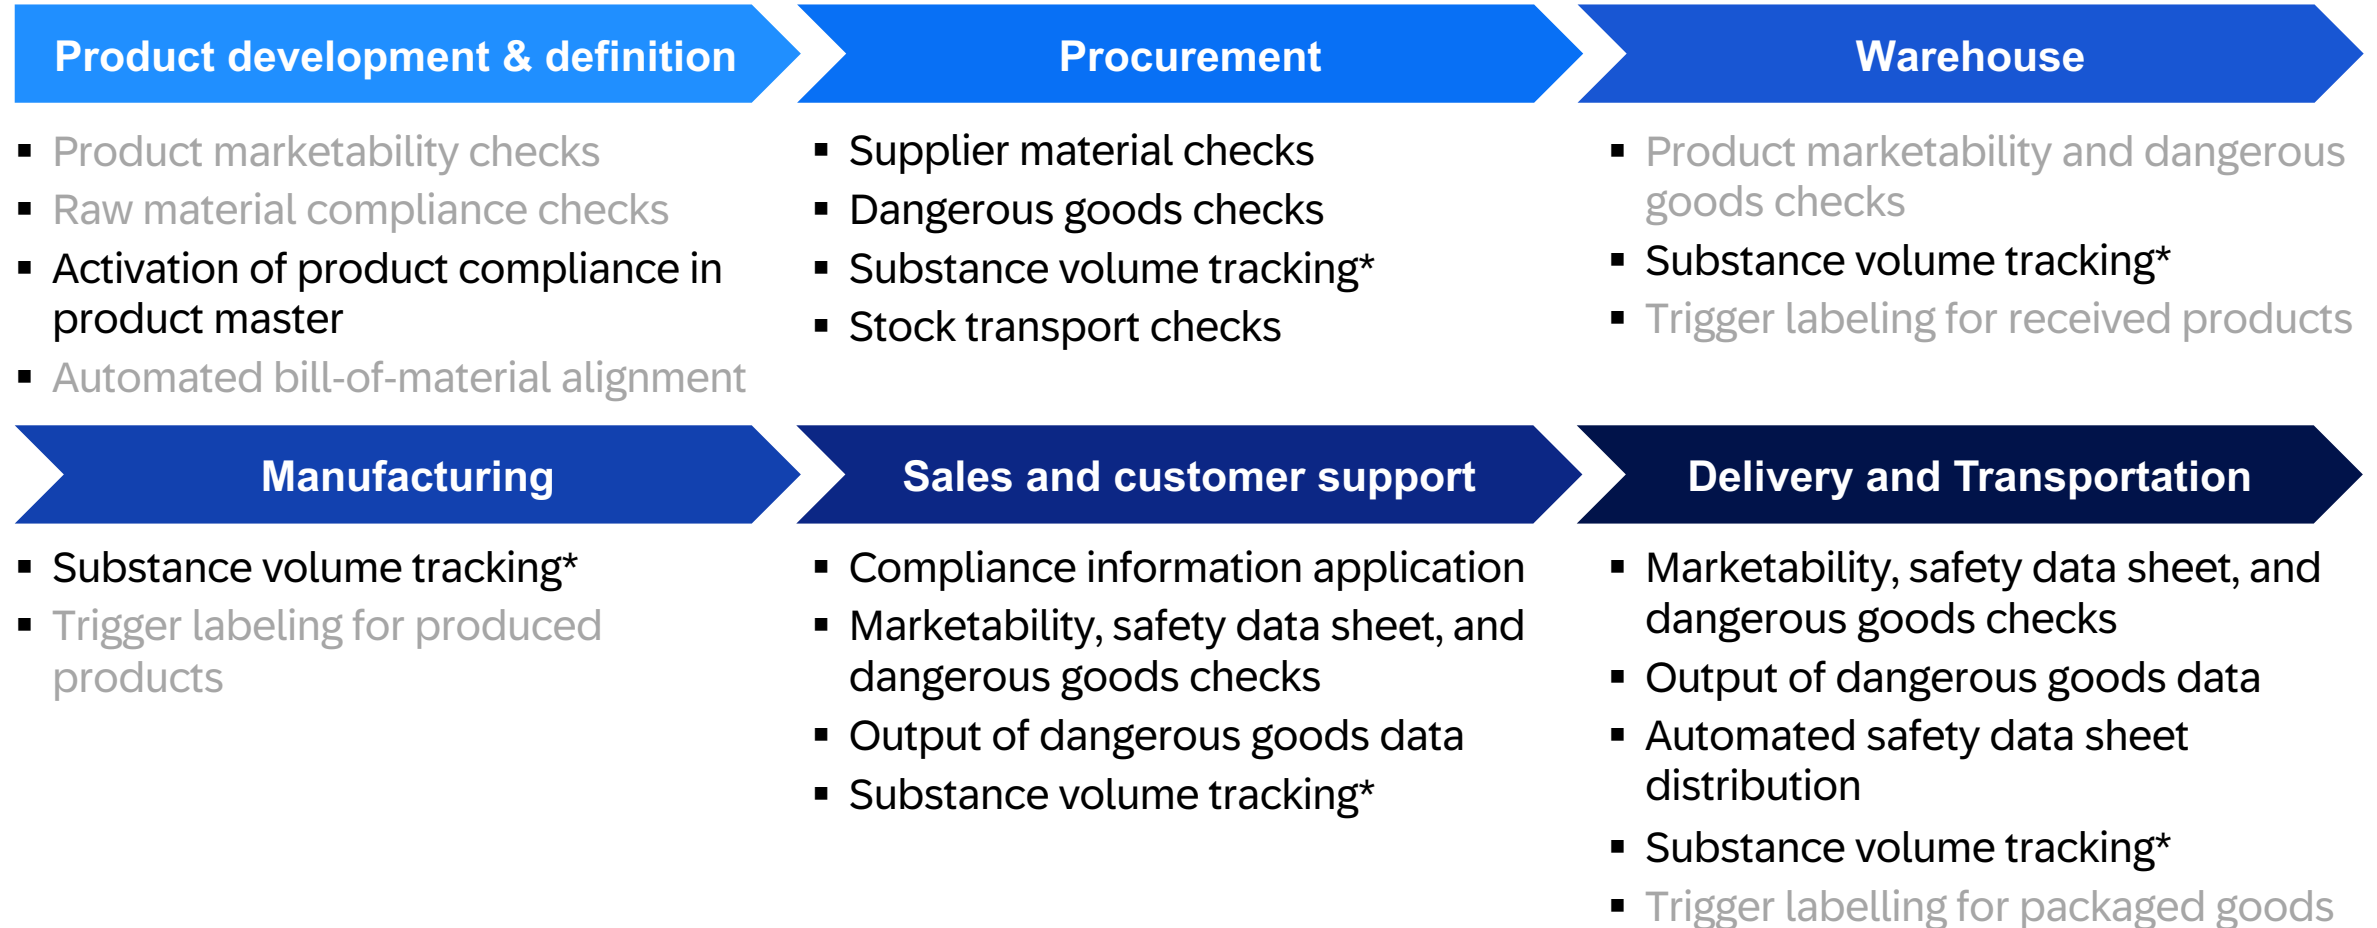 Product development & definition
▪ Product marketability checks
▪ Raw material compliance checks
▪ Activation of product compliance in
product master
▪ Automated bill-of-material alignment
Procurement
▪ Supplier material checks
▪ Dangerous goods checks
▪ Substance volume tracking*
▪ Stock transport checks
Warehouse
▪ Product marketability and dangerous
goods checks
▪ Substance volume tracking*
▪ Trigger labeling for received products
Manufacturing
▪ Substance volume tracking*
▪ Trigger labeling for produced
products
Sales and customer support
▪ Compliance information application
▪ Marketability, safety data sheet, and
dangerous goods checks
▪ Output of dangerous goods data
▪ Substance volume tracking*
Delivery and Transportation
▪ Marketability, safety data sheet, and
dangerous goods checks
▪ Output of dangerous goods data
▪ Automated safety data sheet
distribution
▪ Substance volume tracking*
▪ Trigger labelling for packaged goods